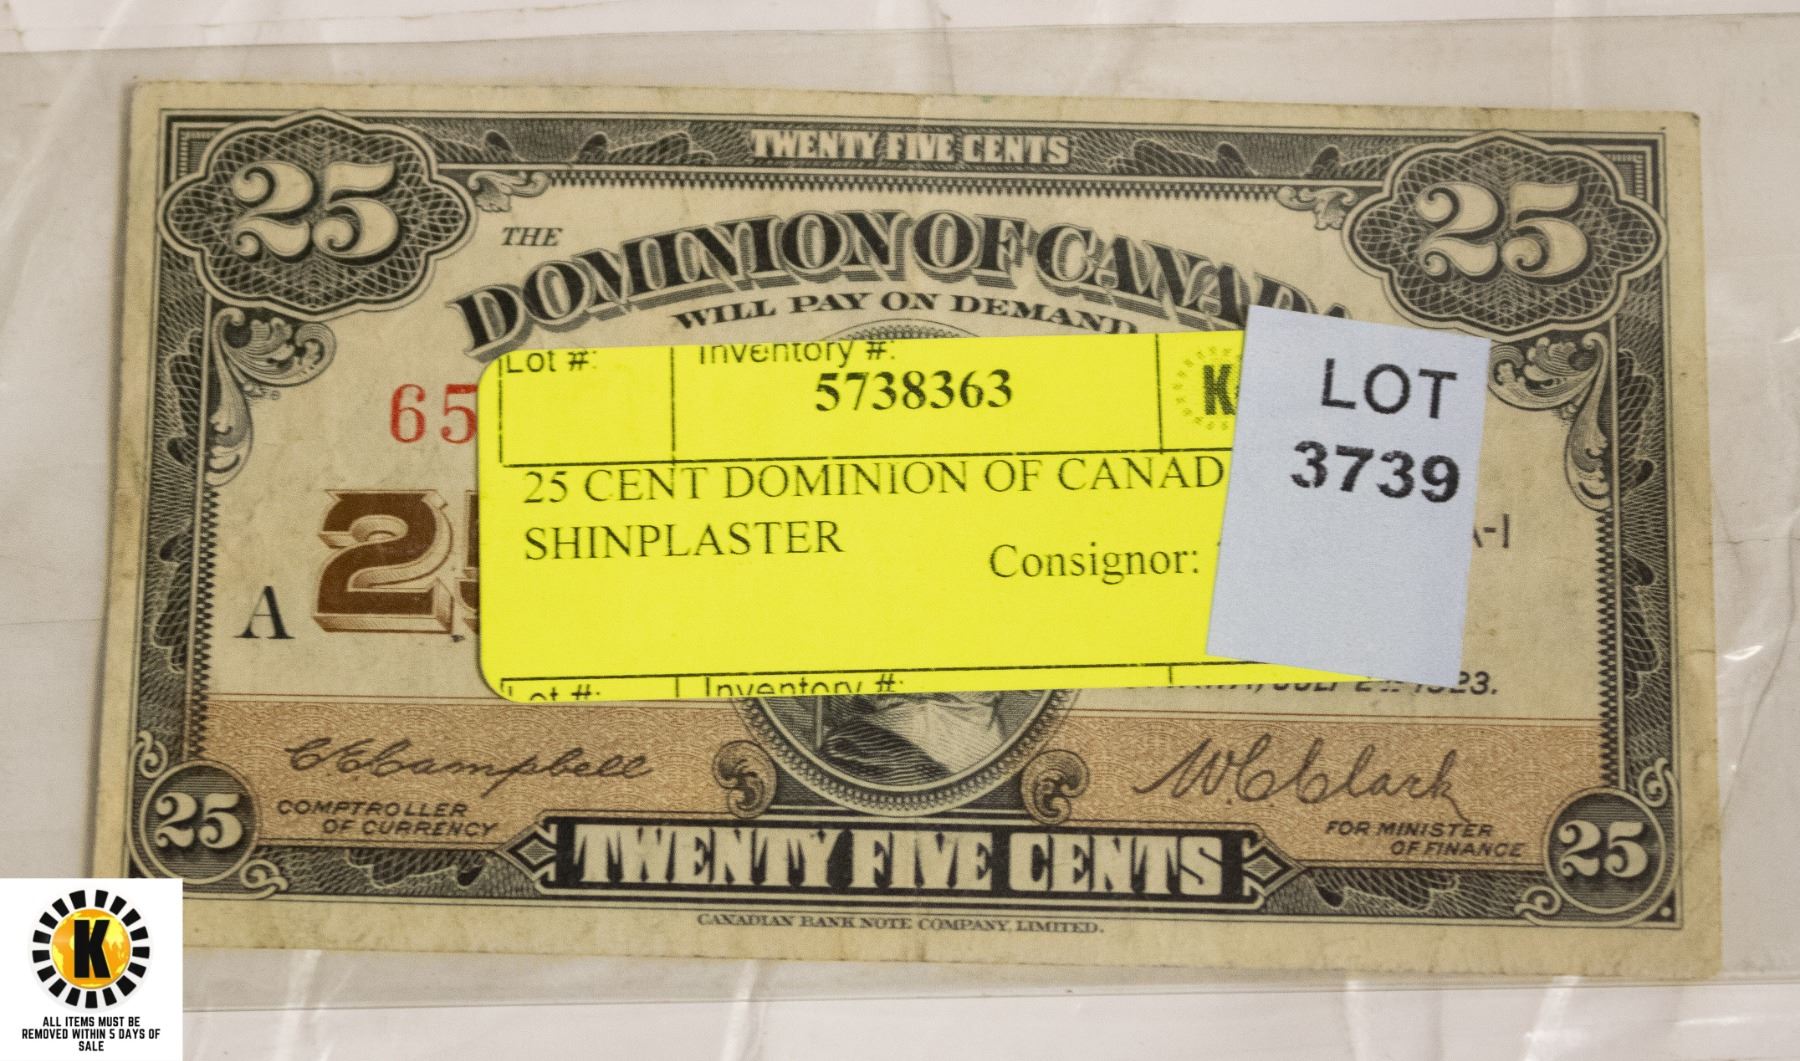 TWENTY FIVE CENTS
25
25
THE
DOMINION OF CANADA
WILL PAY ON DEMAND
Lot #: Inventory #:
5738363
K
LOT
3739
65
25 CENT DOMINION OF CANAD
SHINPLASTER
Consignor:
A-1
A
25
Lot #: Inventory #:
1923.
C E Campbell
W.C. Clark
COMPTROLLER
OF CURRENCY
FOR MINISTER
OF FINANCE
25
25
TWENTY FIVE CENTS
CANADIAN BANK NOTE COMPANY, LIMITED.
K
ALL ITEMS MUST BE
REMOVED WITHIN 5 DAYS OF
SALE